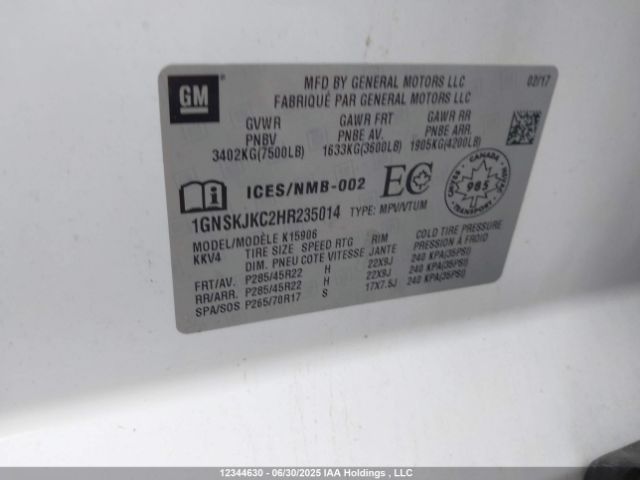 GM
MFD BY GENERAL MOTORS LLC 02/17
FABRIQUÉ PAR GENERAL MOTORS LLC
GVWR GAWR FRT GAWR RR
PNBV PNBE AV. PNBE ARR.
3402KG(7500LB) 1633KG(3600LB) 1905KG(4200LB)
ICES/NMB-002 EC CANADA 985
1GNSKJKC2HR235014 TYPE: MPV/VTUM
MODEL/MODÈLE K15906
KKV4 TIRE SIZE SPEED RTG RIM COLD TIRE PRESSURE
DIM. PNEU COTE VITESSE JANTE PRESSION À FROID
FRT/AV. P285/45R22 H 22X9J 240 KPA(35PSI)
RR/ARR. P285/45R22 H 22X9J 240 KPA(35PSI)
SPA/SOS P265/70R17 S 17X7.5J 240 KPA(35PSI)
12344630 - 06/30/2025 IAA Holdings , LLC